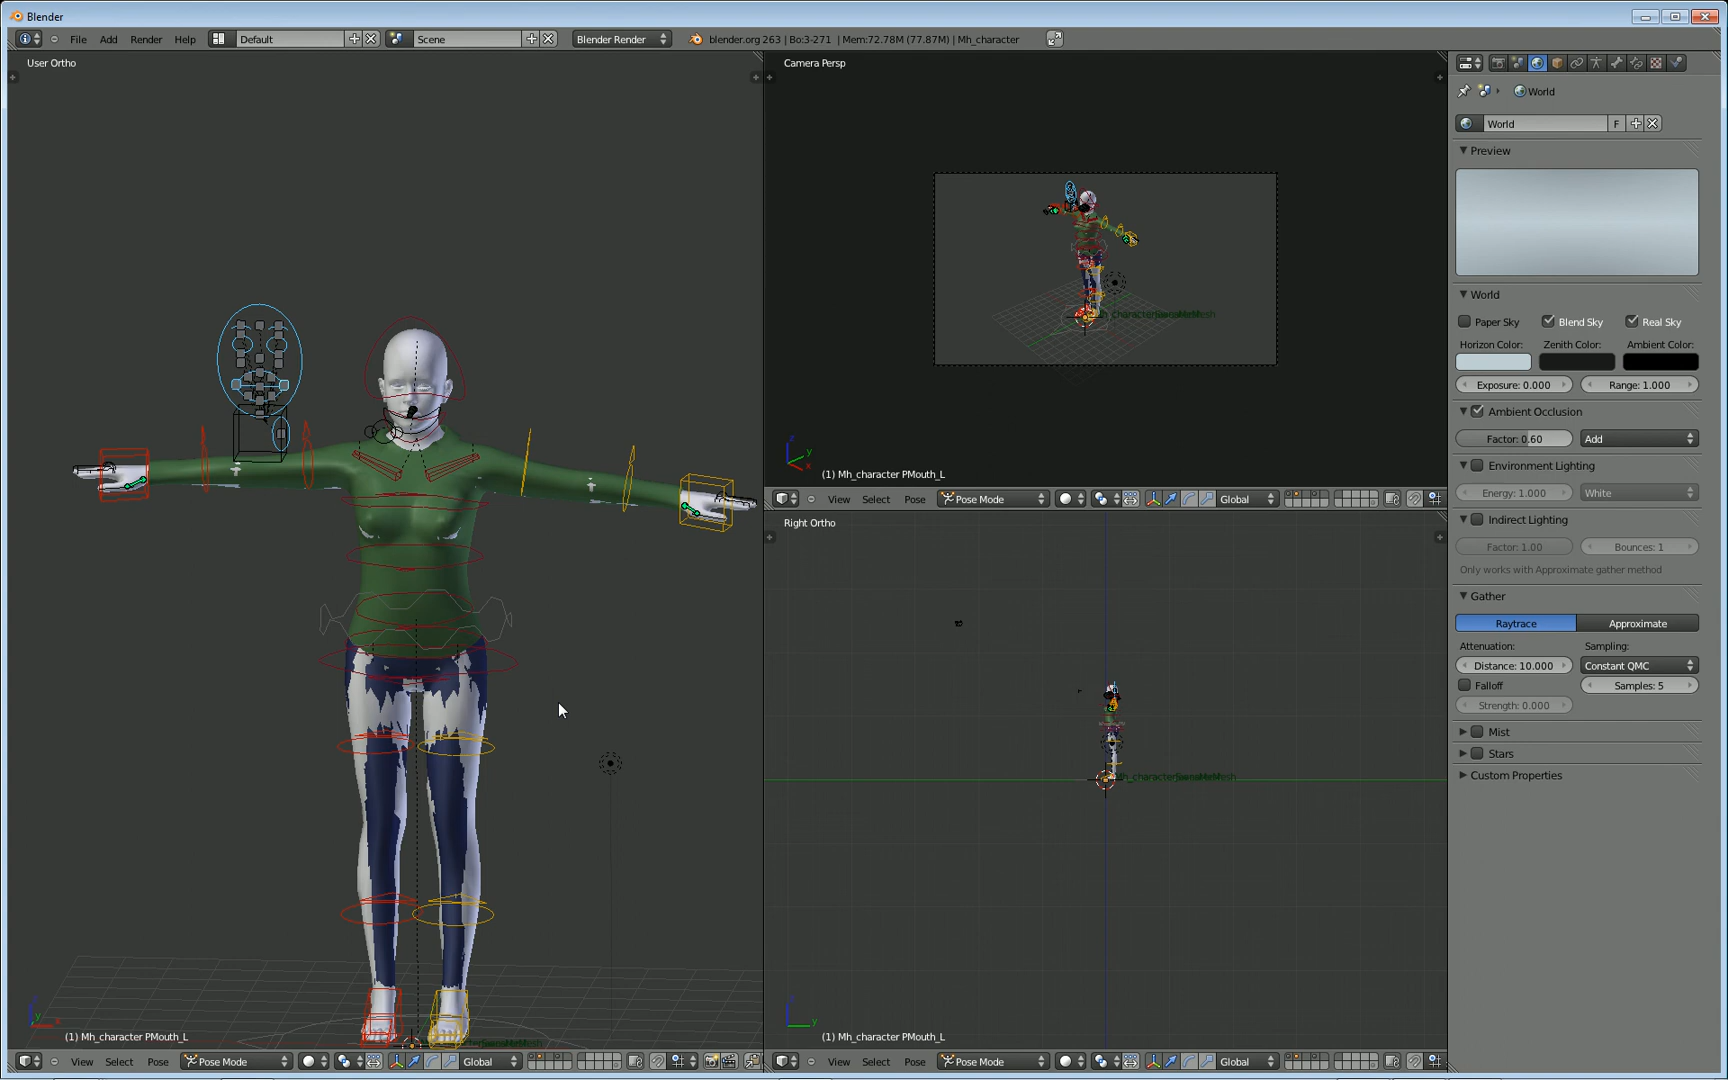 Blender
File Add Render Help Default Scene Blender Render blender.org 263 | Bo:3-271 | Mem:72.78M (77.87M) | Mh_character
User Ortho
Camera Persp
World
World F
Preview
World
Paper Sky Blend Sky Real Sky
Horizon Color: Zenith Color: Ambient Color:
Exposure: 0.000 Range: 1.000
Ambient Occlusion
Factor: 0.60 Add
Environment Lighting
Energy: 1.000 White
Indirect Lighting
Factor: 1.00 Bounces: 1
Only works with Approximate gather method
Gather
Raytrace Approximate
Attenuation: Sampling:
Distance: 10.000 Constant QMC
Falloff Samples: 5
Strength: 0.000
Mist
Stars
Custom Properties
z
y
x
(1) Mh_character PMouth_L
View Select Pose Pose Mode Global
Right Ortho
y
(1) Mh_character PMouth_L
View Select Pose Pose Mode Global
y
x
(1) Mh_character PMouth_L
View Select Pose Pose Mode Global